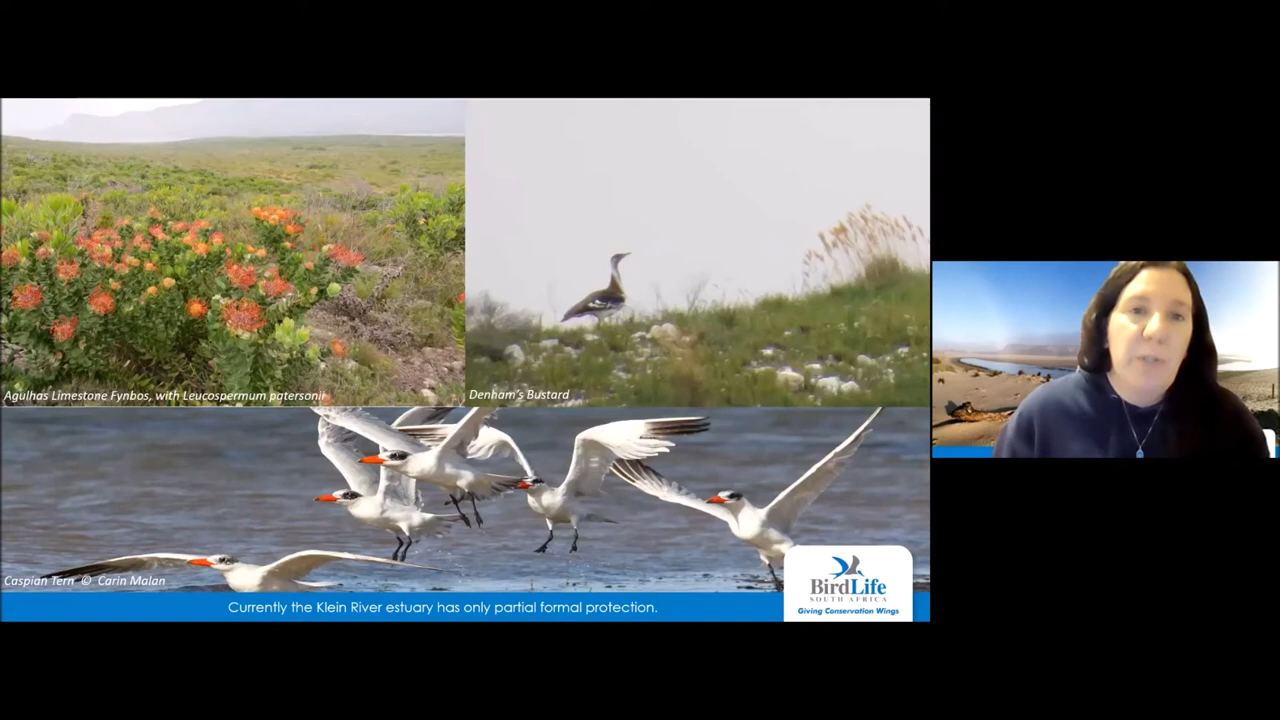 Agulhas Limestone Fynbos, with Leucospermum patersonii
Denham's Bustard
Caspian Tern © Carin Malan
Currently the Klein River estuary has only partial formal protection.
BirdLife
SOUTH AFRICA
Giving Conservation Wings